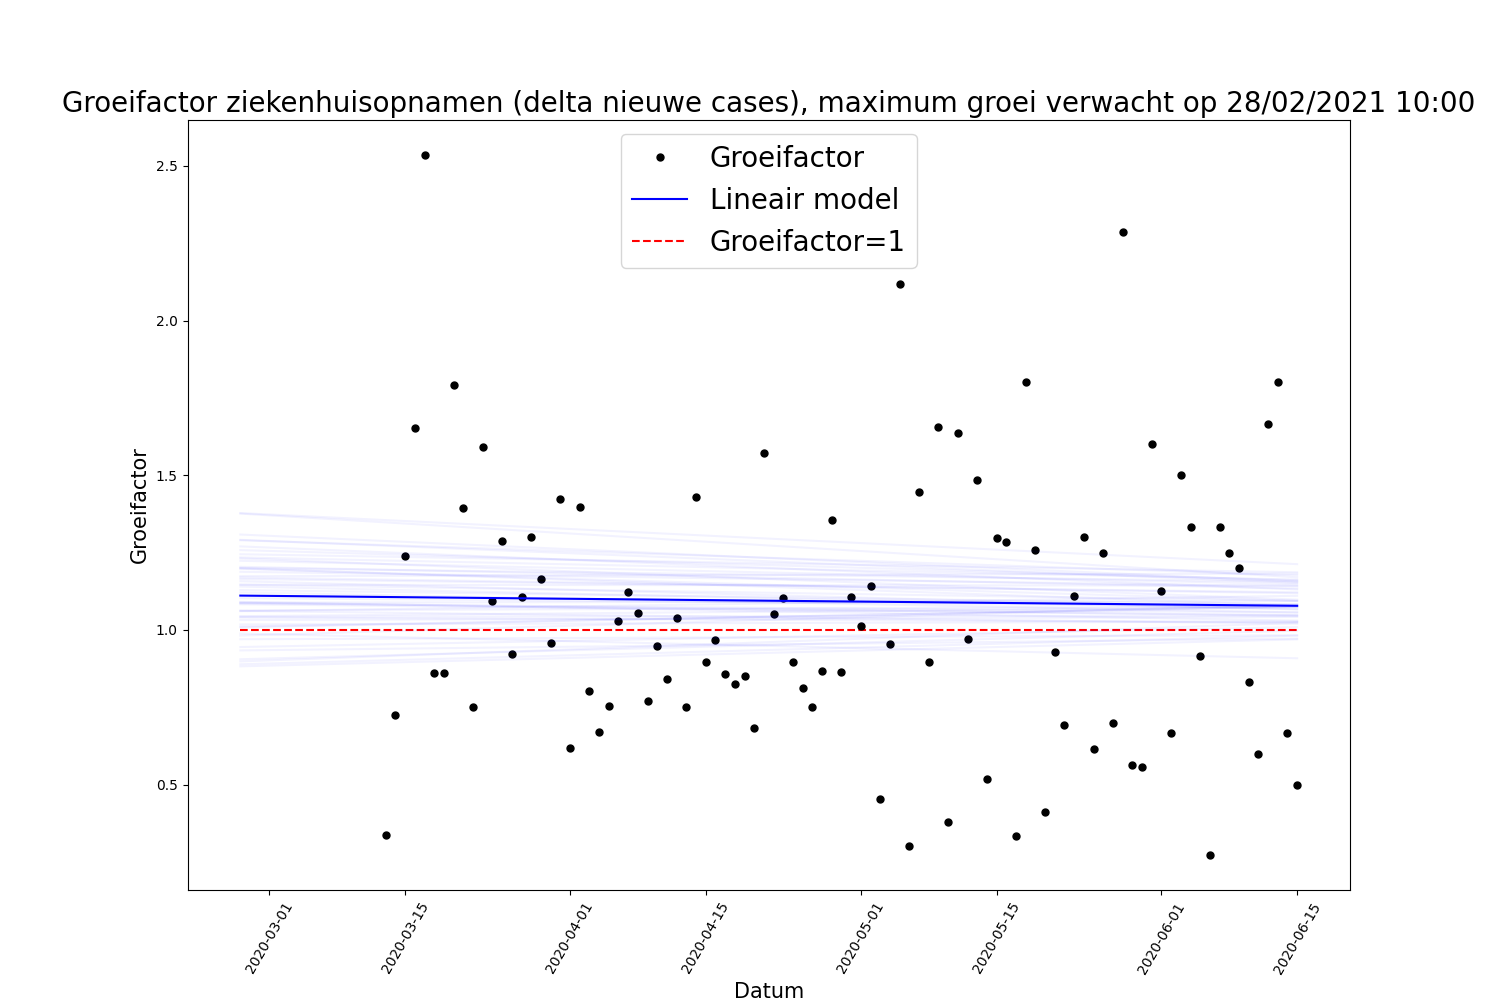 Groeifactor ziekenhuisopnamen (delta nieuwe cases), maximum groei verwacht op 28/02/2021 10:00
Groeifactor
Lineair model
Groeifactor=1
2.5
2.0
1.5
1.0
0.5
Groeifactor
2020-03-01
2020-03-15
2020-04-01
2020-04-15
2020-05-01
2020-05-15
2020-06-01
2020-06-15
Datum